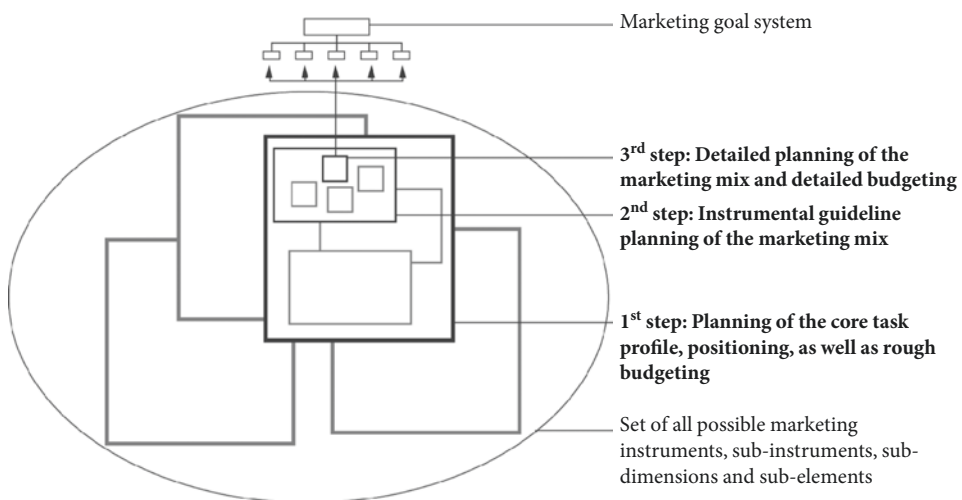 Marketing goal system
3rd step: Detailed planning of the
marketing mix and detailed budgeting
2nd step: Instrumental guideline
planning of the marketing mix
1st step: Planning of the core task
profile, positioning, as well as rough
budgeting
Set of all possible marketing
instruments, sub-instruments, sub-
dimensions and sub-elements